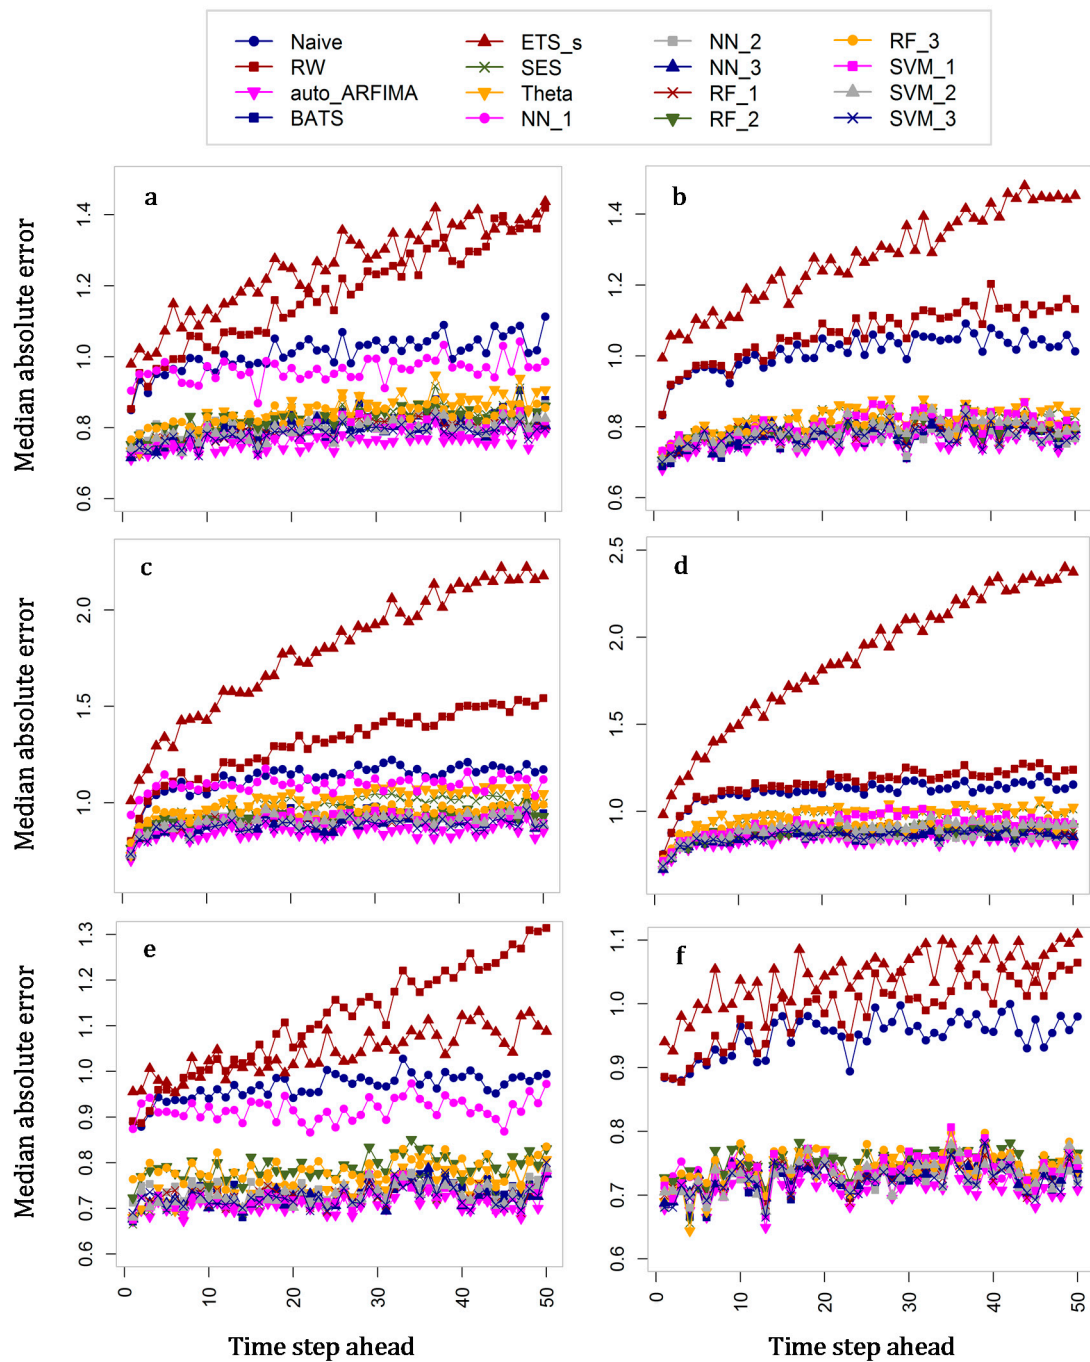 Naive ETS_s NN_2 RF_3
RW SES NN_3 SVM_1
auto_ARFIMA Theta RF_1 SVM_2
BATS NN_1 RF_2 SVM_3
a
Median absolute error
1.4
1.2
1.0
0.8
0.6
b
1.4
1.2
1.0
0.8
0.6
c
Median absolute error
2.0
1.5
1.0
d
2.5
2.0
1.5
1.0
e
Median absolute error
1.3
1.2
1.1
1.0
0.9
0.8
0.7
0.6
0 10 20 30 40 50
Time step ahead
f
1.1
1.0
0.9
0.8
0.7
0.6
0 10 20 30 40 50
Time step ahead